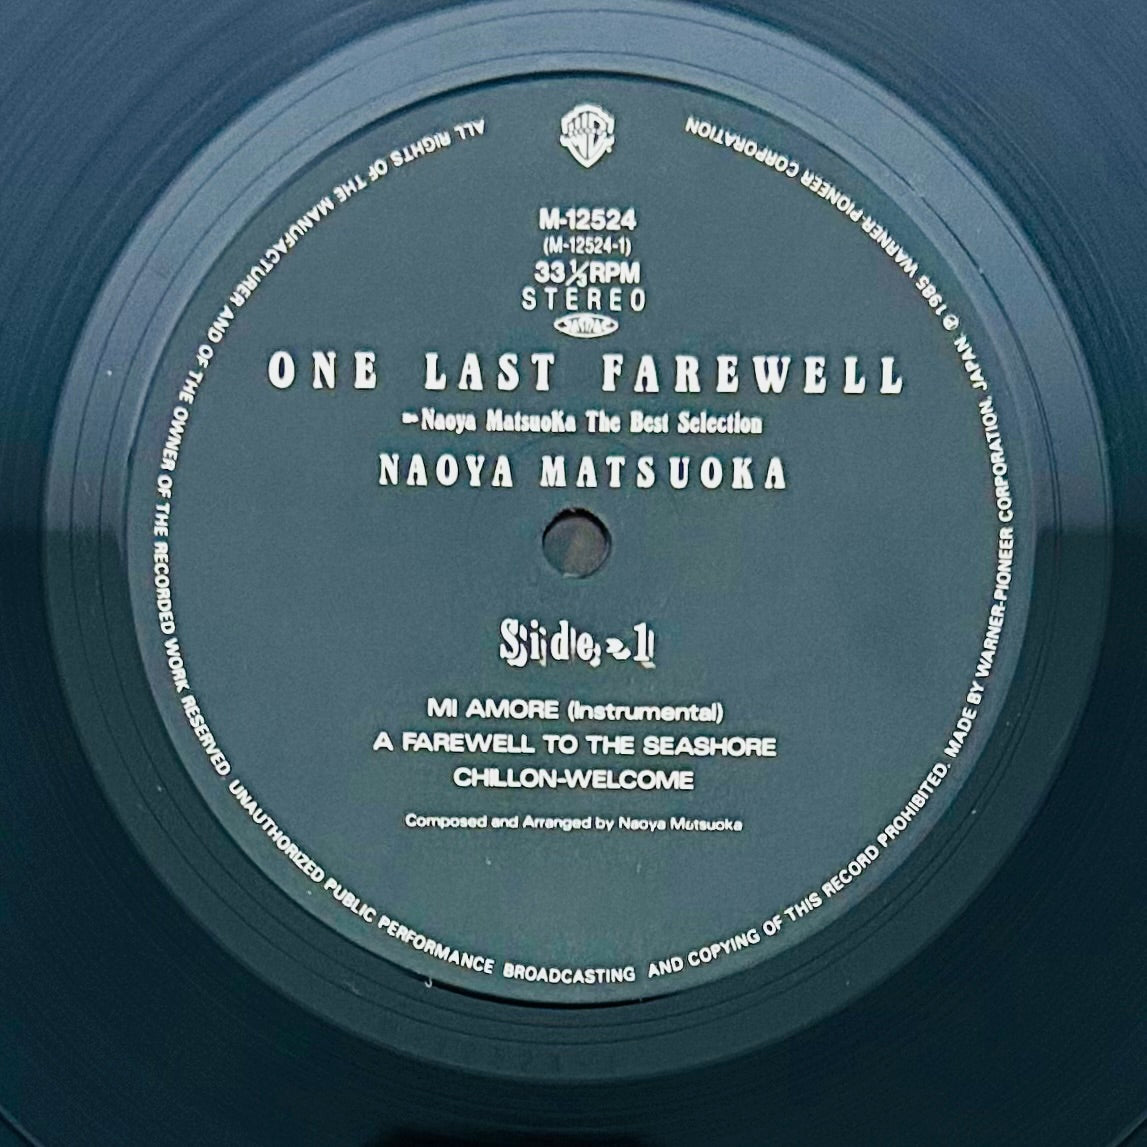 M-12524
(M-12524-1)
33⅓RPM
STEREO
ONE LAST FAREWELL
~Naoya MatsuoKa The Best Selection
NAOYA MATSUOKA
Side~1
MI AMORE (Instrumental)
A FAREWELL TO THE SEASHORE
CHILLON-WELCOME
Composed and Arranged by Naoya Matsuoka
ALL RIGHTS OF THE MANUFACTURER AND OF THE OWNER OF THE RECORDED WORK RESERVED UNAUTHORIZED PUBLIC PERFORMANCE BROADCASTING AND COPYING OF THIS RECORD PROHIBITED. MADE BY WARNER-PIONEER CORPORATION, JAPAN. ℗ 1985 WARNER-PIONEER CORPORATION